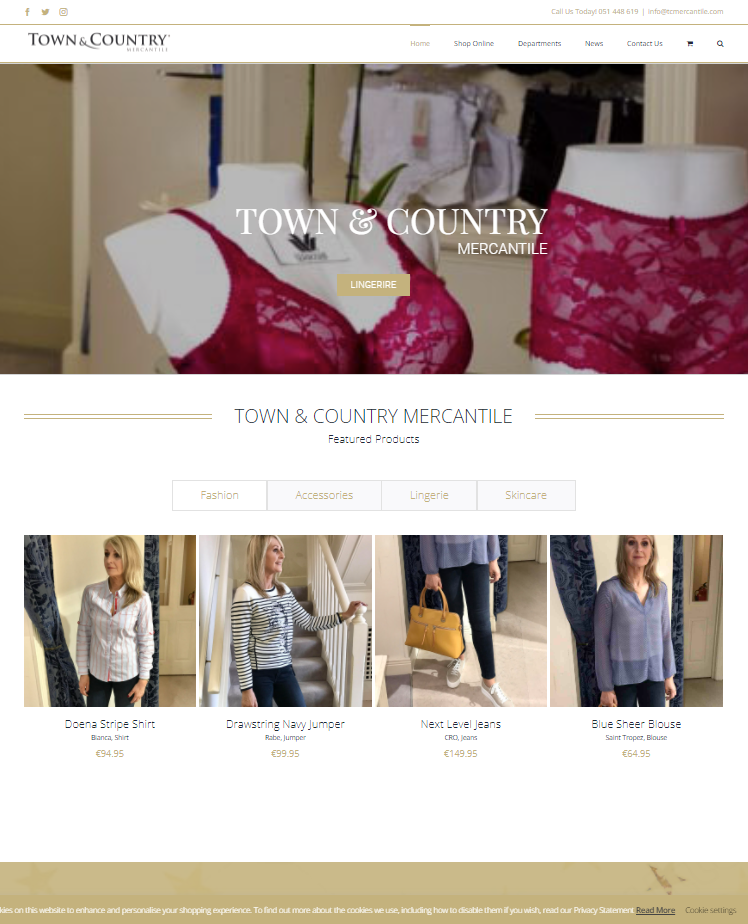 Call Us Today! 051 448 619 | info@tcmercantile.com
TOWN & COUNTRY
MERCANTILE
Home Shop Online Departments News Contact Us
TOWN & COUNTRY
MERCANTILE
LINGERIRE
TOWN & COUNTRY MERCANTILE
Featured Products
Fashion Accessories Lingerie Skincare
Doena Stripe Shirt
Bianca, Shirt
€94.95
Drawstring Navy Jumper
Rabe, Jumper
€99.95
Next Level Jeans
CRO, Jeans
€149.95
Blue Sheer Blouse
Saint Tropez, Blouse
€64.95
kies on this website to enhance and personalise your shopping experience. To find out more about the cookies we use, including how to disable them if you wish, read our Privacy Statement Read More Cookie settings